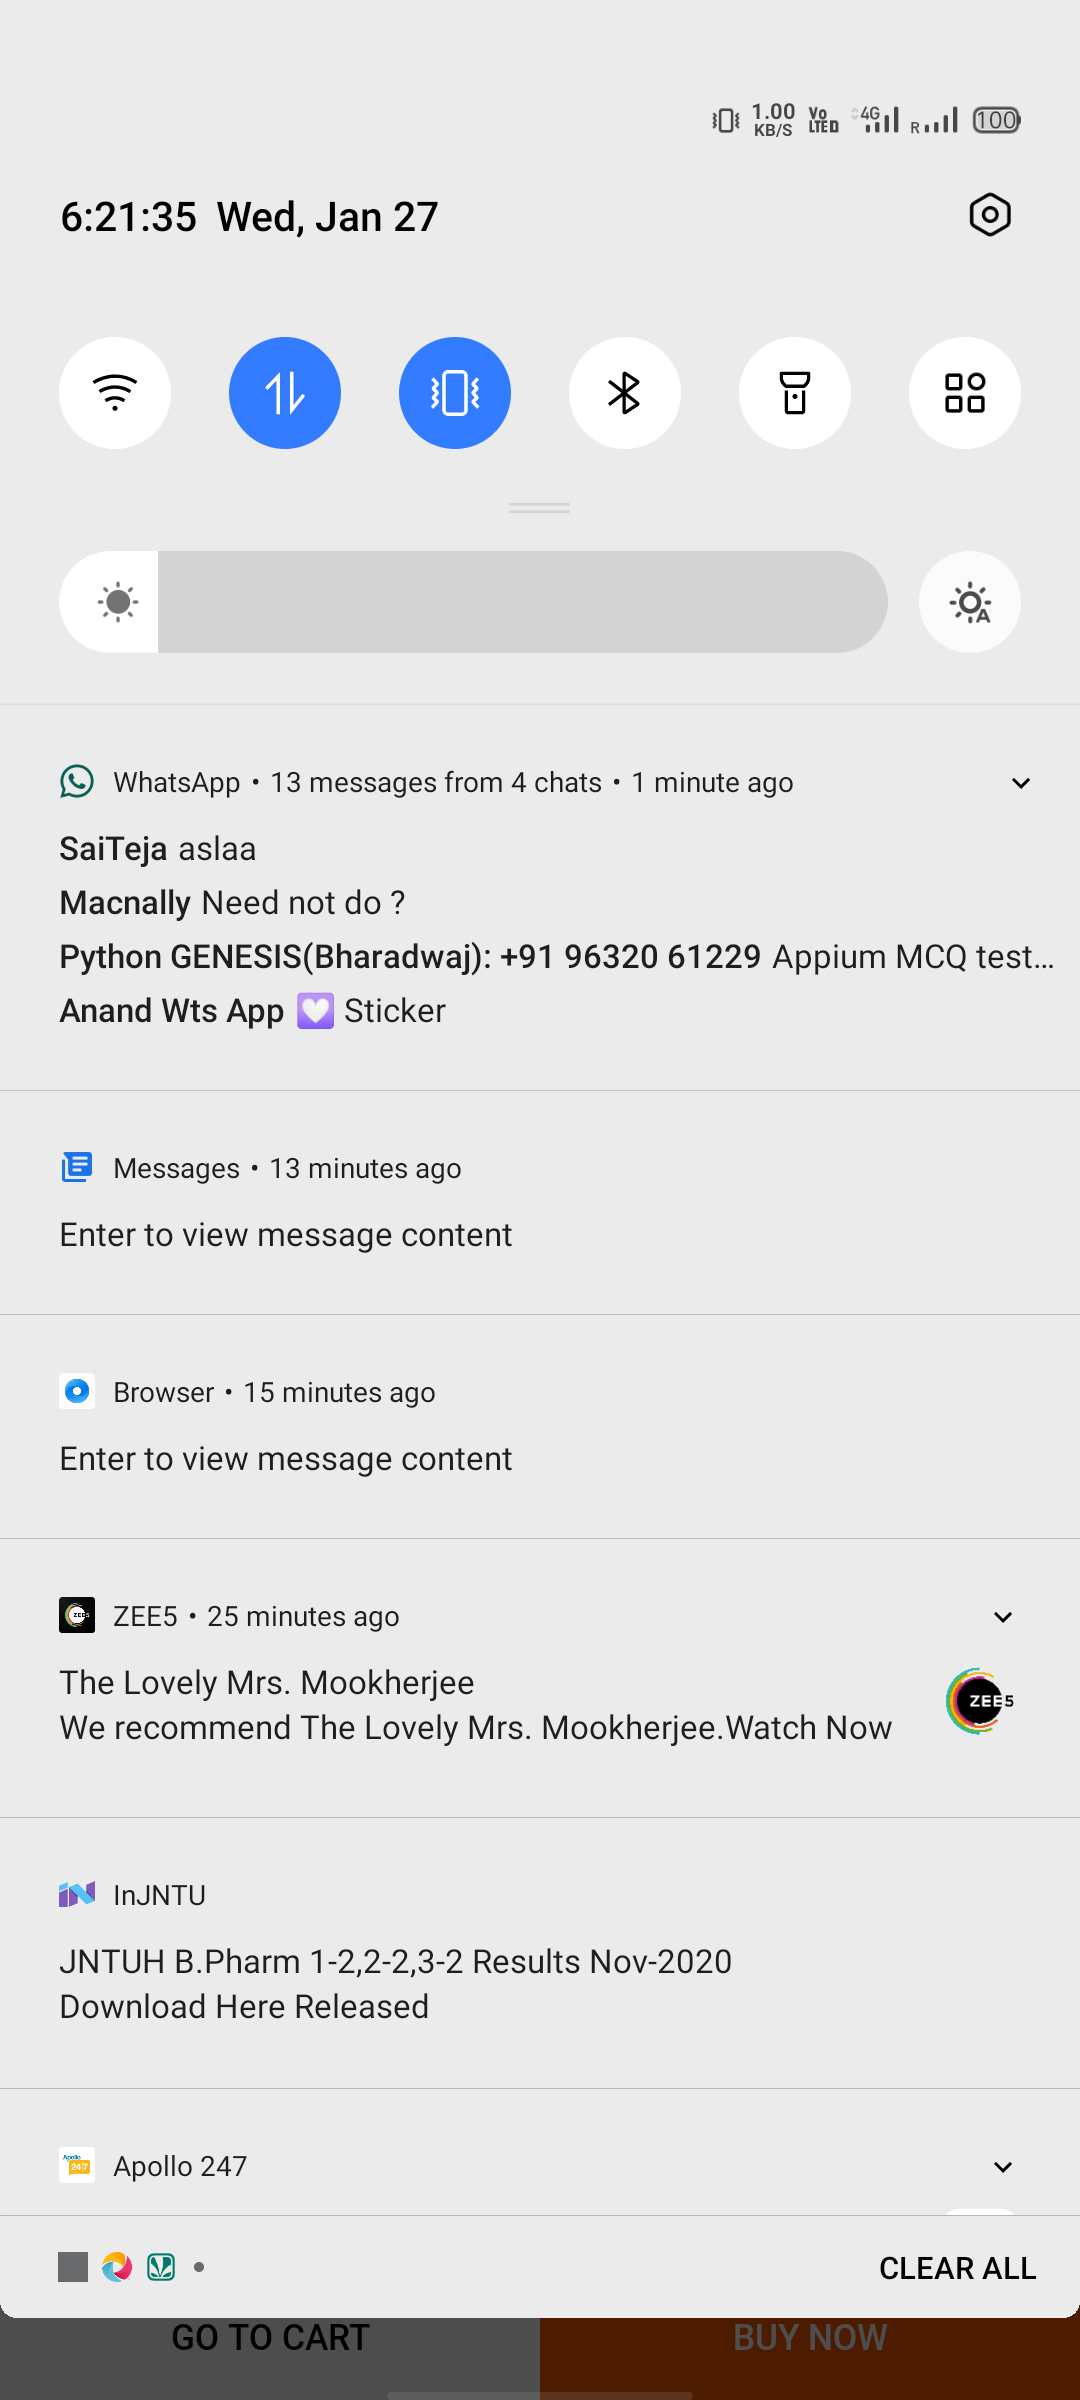 1.00
KB/S
Vo
LTED
4G
R
100
6:21:35 Wed, Jan 27
A
WhatsApp • 13 messages from 4 chats • 1 minute ago
SaiTeja aslaa
Macnally Need not do ?
Python GENESIS(Bharadwaj): +91 96320 61229 Appium MCQ test...
Anand Wts App 💟 Sticker
Messages • 13 minutes ago
Enter to view message content
Browser • 15 minutes ago
Enter to view message content
ZEE5 • 25 minutes ago
The Lovely Mrs. Mookherjee
We recommend The Lovely Mrs. Mookherjee.Watch Now
ZEE5
InJNTU
JNTUH B.Pharm 1-2,2-2,3-2 Results Nov-2020
Download Here Released
Apollo 247
CLEAR ALL
GO TO CART
BUY NOW